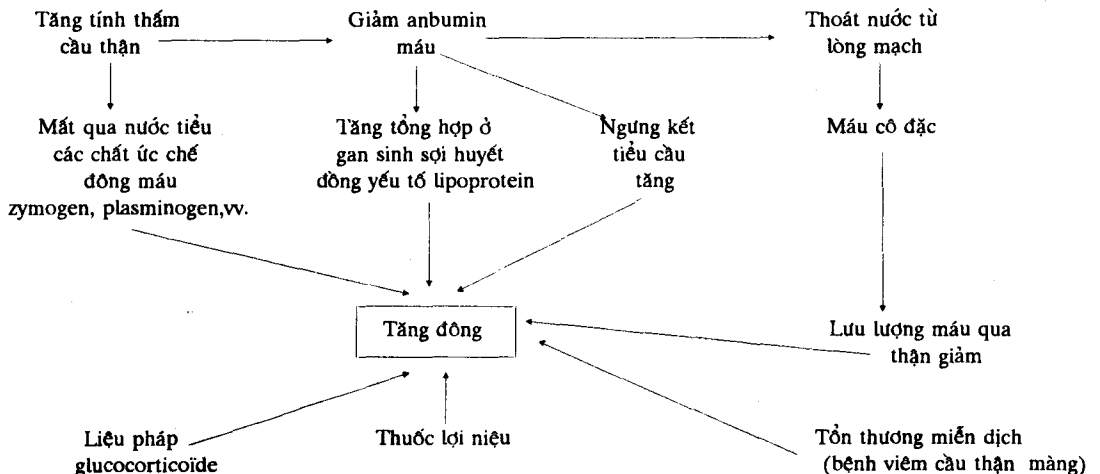 Tăng tính thấm
cầu thận
Giảm anbumin
máu
Thoát nước từ
lòng mạch
Mất qua nước tiểu
các chất ức chế
đông máu
zymogen, plasminogen,vv.
Tăng tổng hợp ở
gan sinh sợi huyết
đồng yếu tố lipoprotein
Ngưng kết
tiểu cầu
tăng
Máu cô đặc
Tăng đông
Lưu lượng máu qua
thận giảm
Liệu pháp
glucocorticoïde
Thuốc lợi niệu
Tổn thương miễn dịch
(bệnh viêm cầu thận màng)